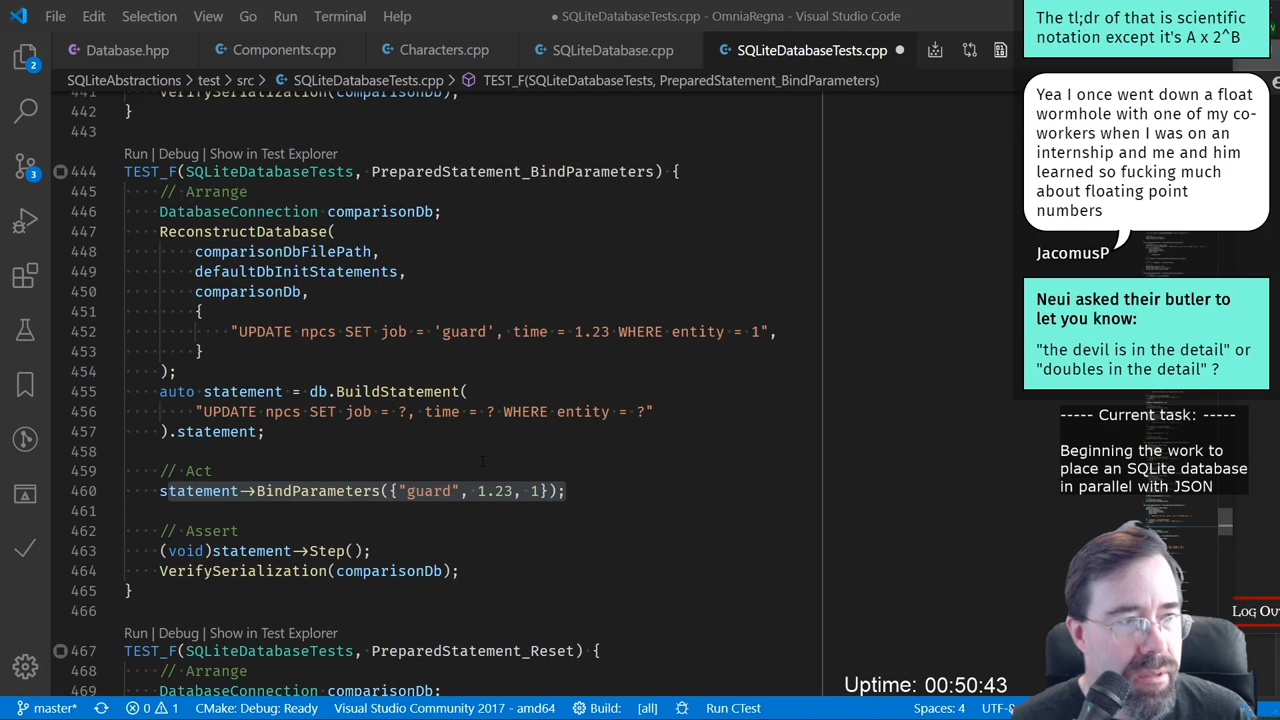 File Edit Selection View Go Run Terminal Help
● SQLiteDatabaseTests.cpp - OmniaRegna - Visual Studio Code
Database.hpp Components.cpp Characters.cpp SQLiteDatabase.cpp SQLiteDatabaseTests.cpp
SQLiteAbstractions > test > src > SQLiteDatabaseTests.cpp > TEST_F(SQLiteDatabaseTests, PreparedStatement_BindParameters)
441 VerifySerialization(comparisonDb);
442 }
443
Run | Debug | Show in Test Explorer
444 TEST_F(SQLiteDatabaseTests, PreparedStatement_BindParameters) {
445 // Arrange
446 DatabaseConnection comparisonDb;
447 ReconstructDatabase(
448 comparisonDbFilePath,
449 defaultDbInitStatements,
450 comparisonDb,
451 {
452 "UPDATE npcs SET job = 'guard', time = 1.23 WHERE entity = 1",
453 }
454 );
455 auto statement = db.BuildStatement(
456 "UPDATE npcs SET job = ?, time = ? WHERE entity = ?"
457 ).statement;
458
459 // Act
460 statement->BindParameters({"guard", 1.23, 1});
461
462 // Assert
463 (void)statement->Step();
464 VerifySerialization(comparisonDb);
465 }
466
Run | Debug | Show in Test Explorer
467 TEST_F(SQLiteDatabaseTests, PreparedStatement_Reset) {
468 // Arrange
469 DatabaseConnection comparisonDb;
2
3
master* 0 1 CMake: Debug: Ready Visual Studio Community 2017 - amd64 Build: [all] Run CTest Spaces: 4
The tl;dr of that is scientific
notation except it's A x 2^B
Yea I once went down a float
wormhole with one of my co-
workers when I was on an
internship and me and him
learned so fucking much
about floating point
numbers
JacomusP
Neui asked their butler to
let you know:
"the devil is in the detail" or
"doubles in the detail" ?
----- Current task: -----
Beginning the work to
place an SQLite database
in parallel with JSON
Uptime: 00:50:43